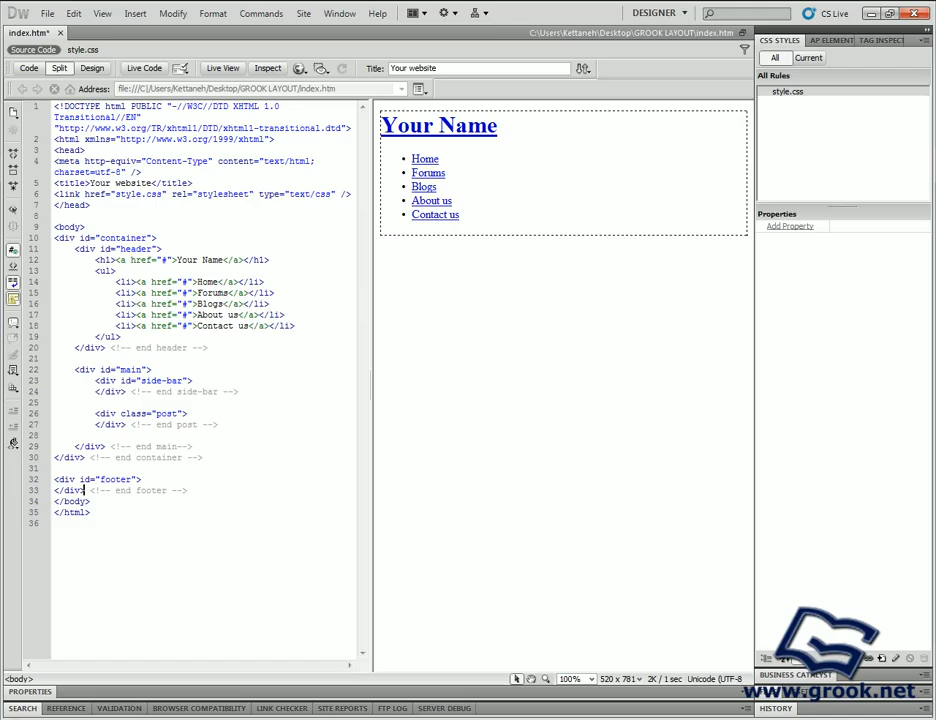 Dw File Edit View Insert Modify Format Commands Site Window Help DESIGNER CS Live
index.htm* C:\Users\Kettaneh\Desktop\GROOK LAYOUT\index.htm CSS STYLES AP ELEMENT TAG INSPECT
Source Code style.css
All Current
Code Split Design Live Code Live View Inspect Title: Your website
All Rules
Address: file:///C|/Users/Kettaneh/Desktop/GROOK LAYOUT/index.htm
style.css
1 <!DOCTYPE html PUBLIC "-//W3C//DTD XHTML 1.0
Transitional//EN"
"http://www.w3.org/TR/xhtml1/DTD/xhtml1-transitional.dtd">
2 <html xmlns="http://www.w3.org/1999/xhtml">
3 <head>
4 <meta http-equiv="Content-Type" content="text/html;
charset=utf-8" />
5 <title>Your website</title>
6 <link href="style.css" rel="stylesheet" type="text/css" />
7 </head>
8
9 <body>
10 <div id="container">
11 <div id="header">
12 <h1><a href="#">Your Name</a></h1>
13 <ul>
14 <li><a href="#">Home</a></li>
15 <li><a href="#">Forums</a></li>
16 <li><a href="#">Blogs</a></li>
17 <li><a href="#">About us</a></li>
18 <li><a href="#">Contact us</a></li>
19 </ul>
20 </div> <!-- end header -->
21
22 <div id="main">
23 <div id="side-bar">
24 </div> <!-- end side-bar -->
25
26 <div class="post">
27 </div> <!-- end post -->
28
29 </div> <!-- end main-->
30 </div> <!-- end container -->
31
32 <div id="footer">
33 </div> <!-- end footer -->
34 </body>
35 </html>
36
Your Name
• Home
• Forums
• Blogs
• About us
• Contact us
Properties
Add Property
<body> 100% 520 x 781 2K / 1 sec Unicode (UTF-8
BUSINESS CATALYST
PROPERTIES
www.grook.net
SEARCH REFERENCE VALIDATION BROWSER COMPATIBILITY LINK CHECKER SITE REPORTS FTP LOG SERVER DEBUG HISTORY